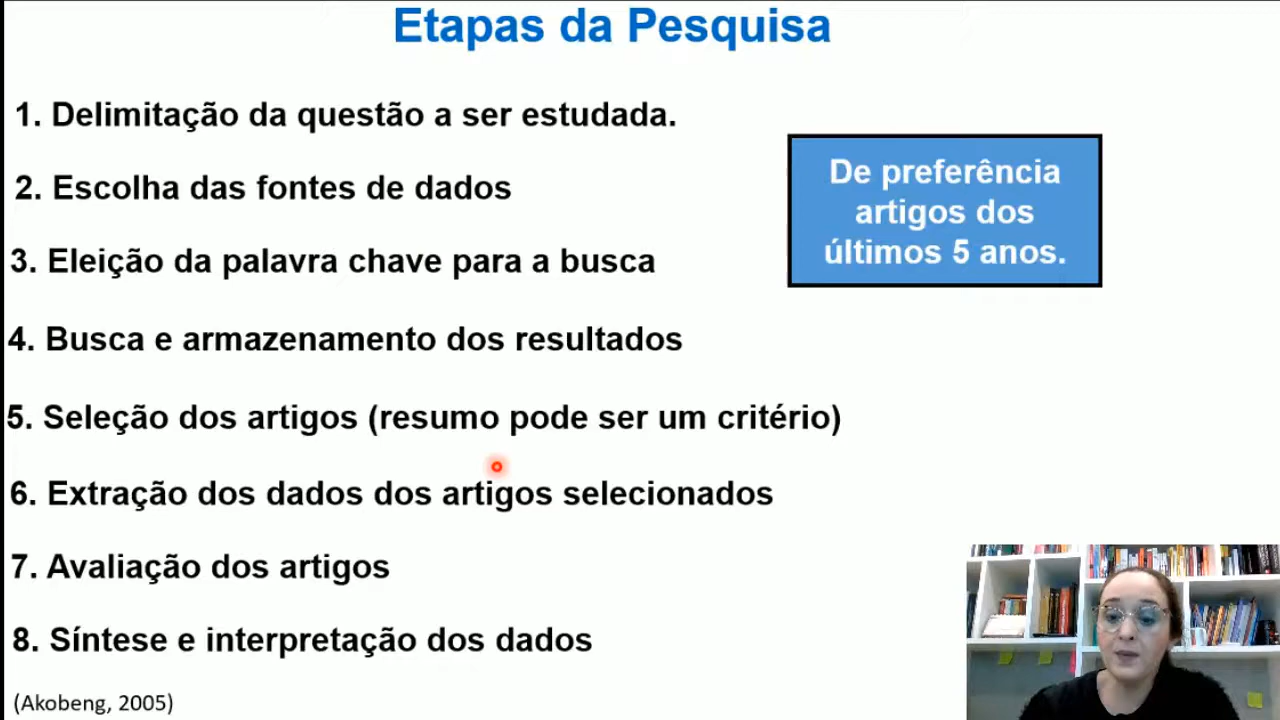 Etapas da Pesquisa
1. Delimitação da questão a ser estudada.
2. Escolha das fontes de dados
3. Eleição da palavra chave para a busca
4. Busca e armazenamento dos resultados
5. Seleção dos artigos (resumo pode ser um critério)
6. Extração dos dados dos artigos selecionados
7. Avaliação dos artigos
8. Síntese e interpretação dos dados
(Akobeng, 2005)
De preferência
artigos dos
últimos 5 anos.